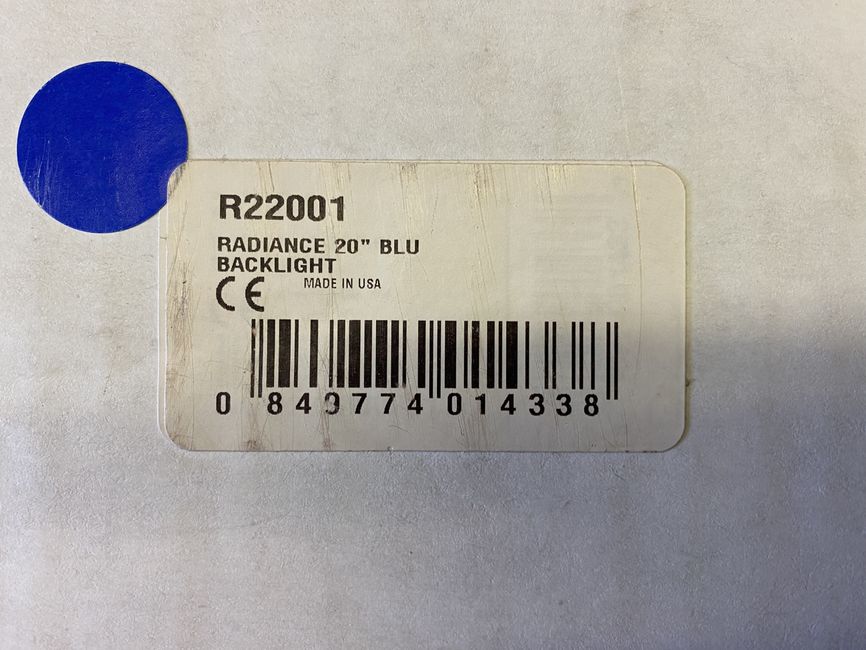 R22001
RADIANCE 20" BLU
BACKLIGHT
CE MADE IN USA
0 849774 014338